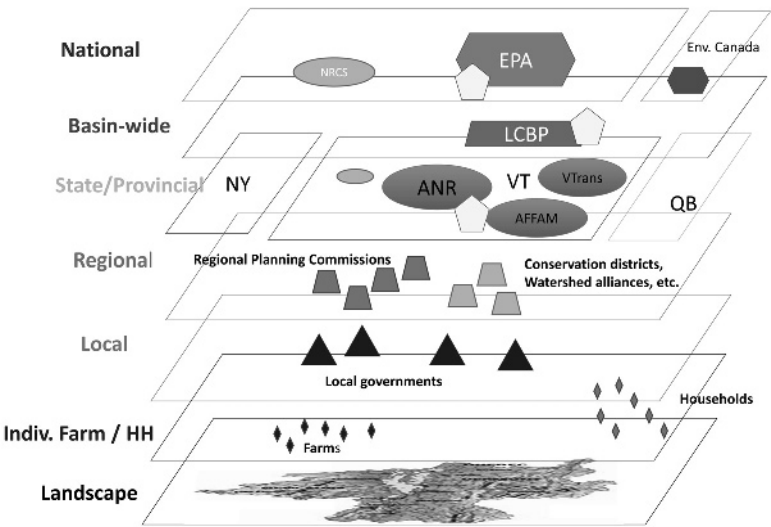 National
NRCS
EPA
Env. Canada
Basin-wide
LCBP
State/Provincial
NY
ANR
VT
VTrans
AFFAM
QB
Regional
Regional Planning Commissions
Conservation districts,
Watershed alliances, etc.
Local
Local governments
Households
Indiv. Farm / HH
Farms
Landscape